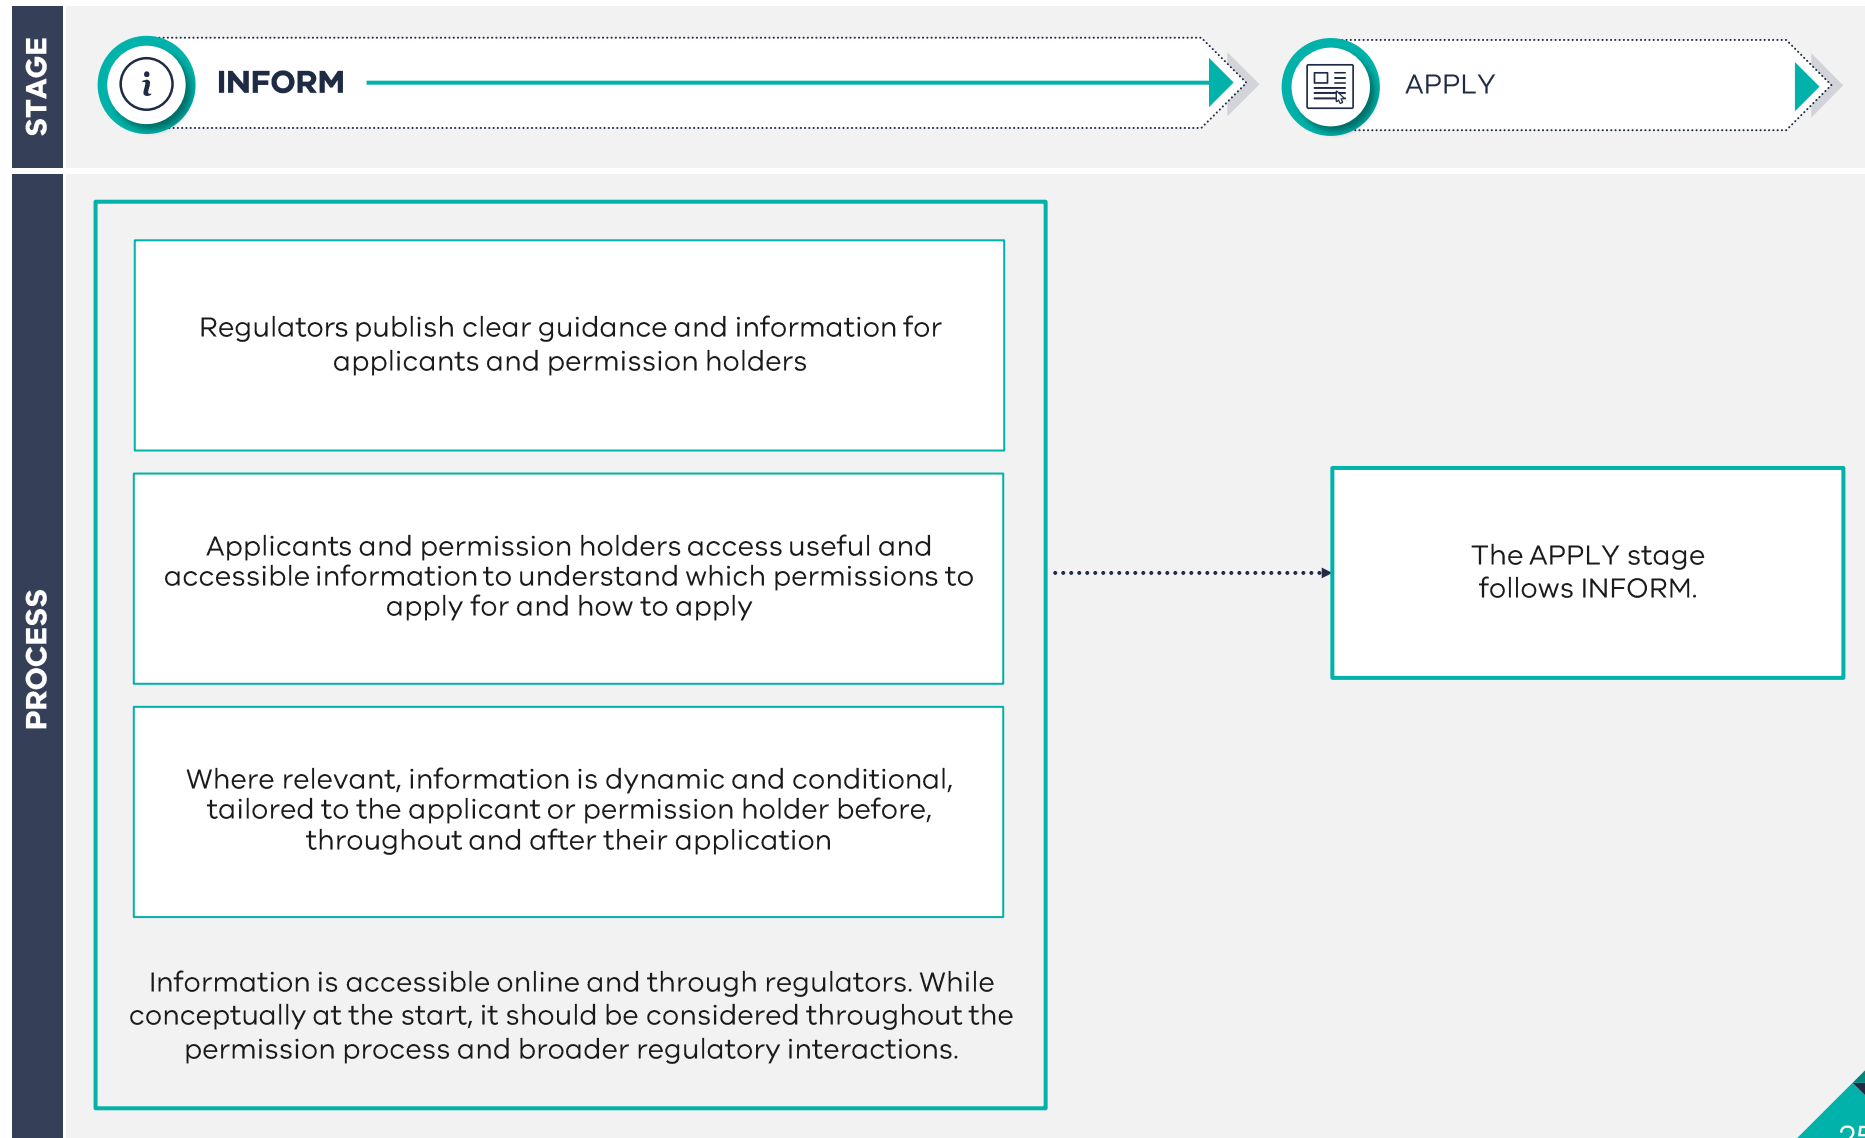 STAGE
INFORM
APPLY
PROCESS
Regulators publish clear guidance and information for
applicants and permission holders
Applicants and permission holders access useful and
accessible information to understand which permissions to
apply for and how to apply
Where relevant, information is dynamic and conditional,
tailored to the applicant or permission holder before,
throughout and after their application
Information is accessible online and through regulators. While
conceptually at the start, it should be considered throughout the
permission process and broader regulatory interactions.
The APPLY stage
follows INFORM.